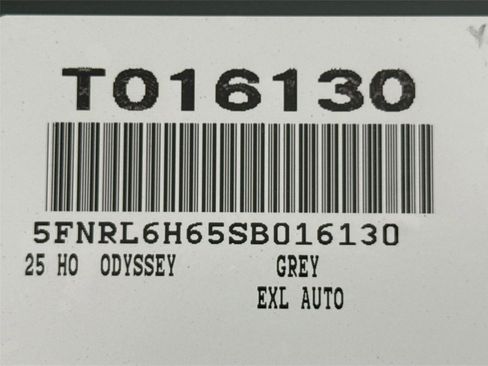 T016130
5FNRL6H65SB016130
25 HO ODYSSEY GREY
EXL AUTO